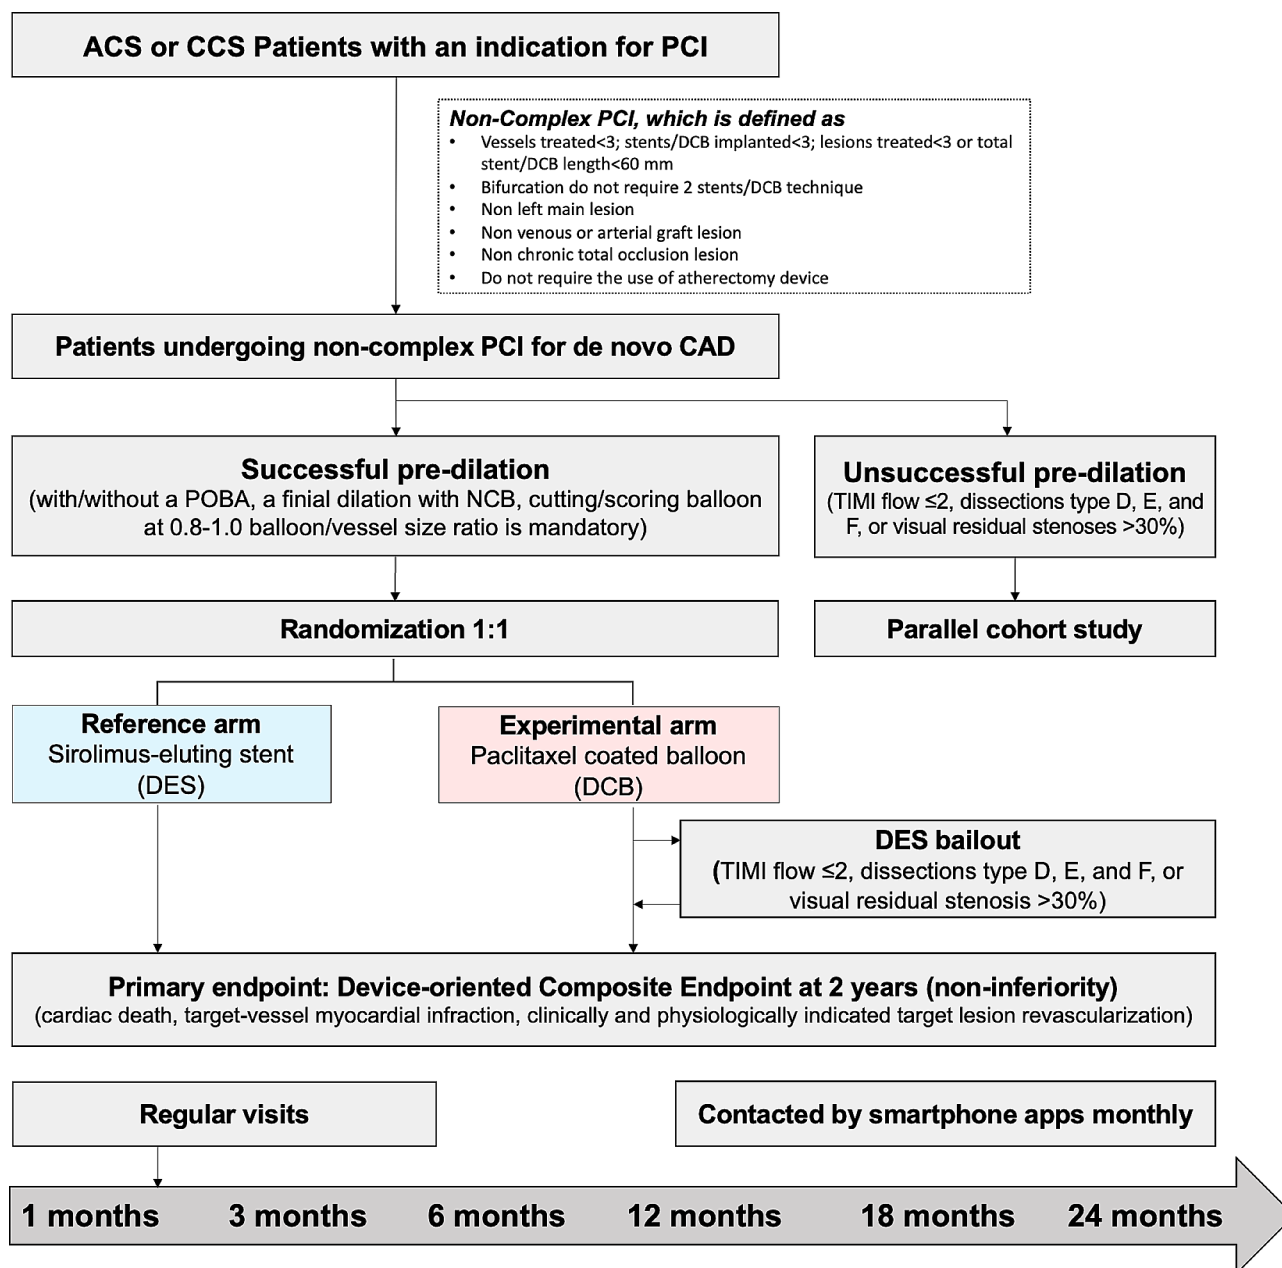 ACS or CCS Patients with an indication for PCI
Non-Complex PCI, which is defined as
• Vessels treated<3; stents/DCB implanted<3; lesions treated<3 or total
stent/DCB length<60 mm
• Bifurcation do not require 2 stents/DCB technique
• Non left main lesion
• Non venous or arterial graft lesion
• Non chronic total occlusion lesion
• Do not require the use of atherectomy device
Patients undergoing non-complex PCI for de novo CAD
Successful pre-dilation
(with/without a POBA, a finial dilation with NCB, cutting/scoring balloon
at 0.8-1.0 balloon/vessel size ratio is mandatory)
Unsuccessful pre-dilation
(TIMI flow ≤2, dissections type D, E, and
F, or visual residual stenoses >30%)
Randomization 1:1
Parallel cohort study
Reference arm
Sirolimus-eluting stent
(DES)
Experimental arm
Paclitaxel coated balloon
(DCB)
DES bailout
(TIMI flow ≤2, dissections type D, E, and F, or
visual residual stenosis >30%)
Primary endpoint: Device-oriented Composite Endpoint at 2 years (non-inferiority)
(cardiac death, target-vessel myocardial infraction, clinically and physiologically indicated target lesion revascularization)
Regular visits
Contacted by smartphone apps monthly
1 months 3 months 6 months 12 months 18 months 24 months